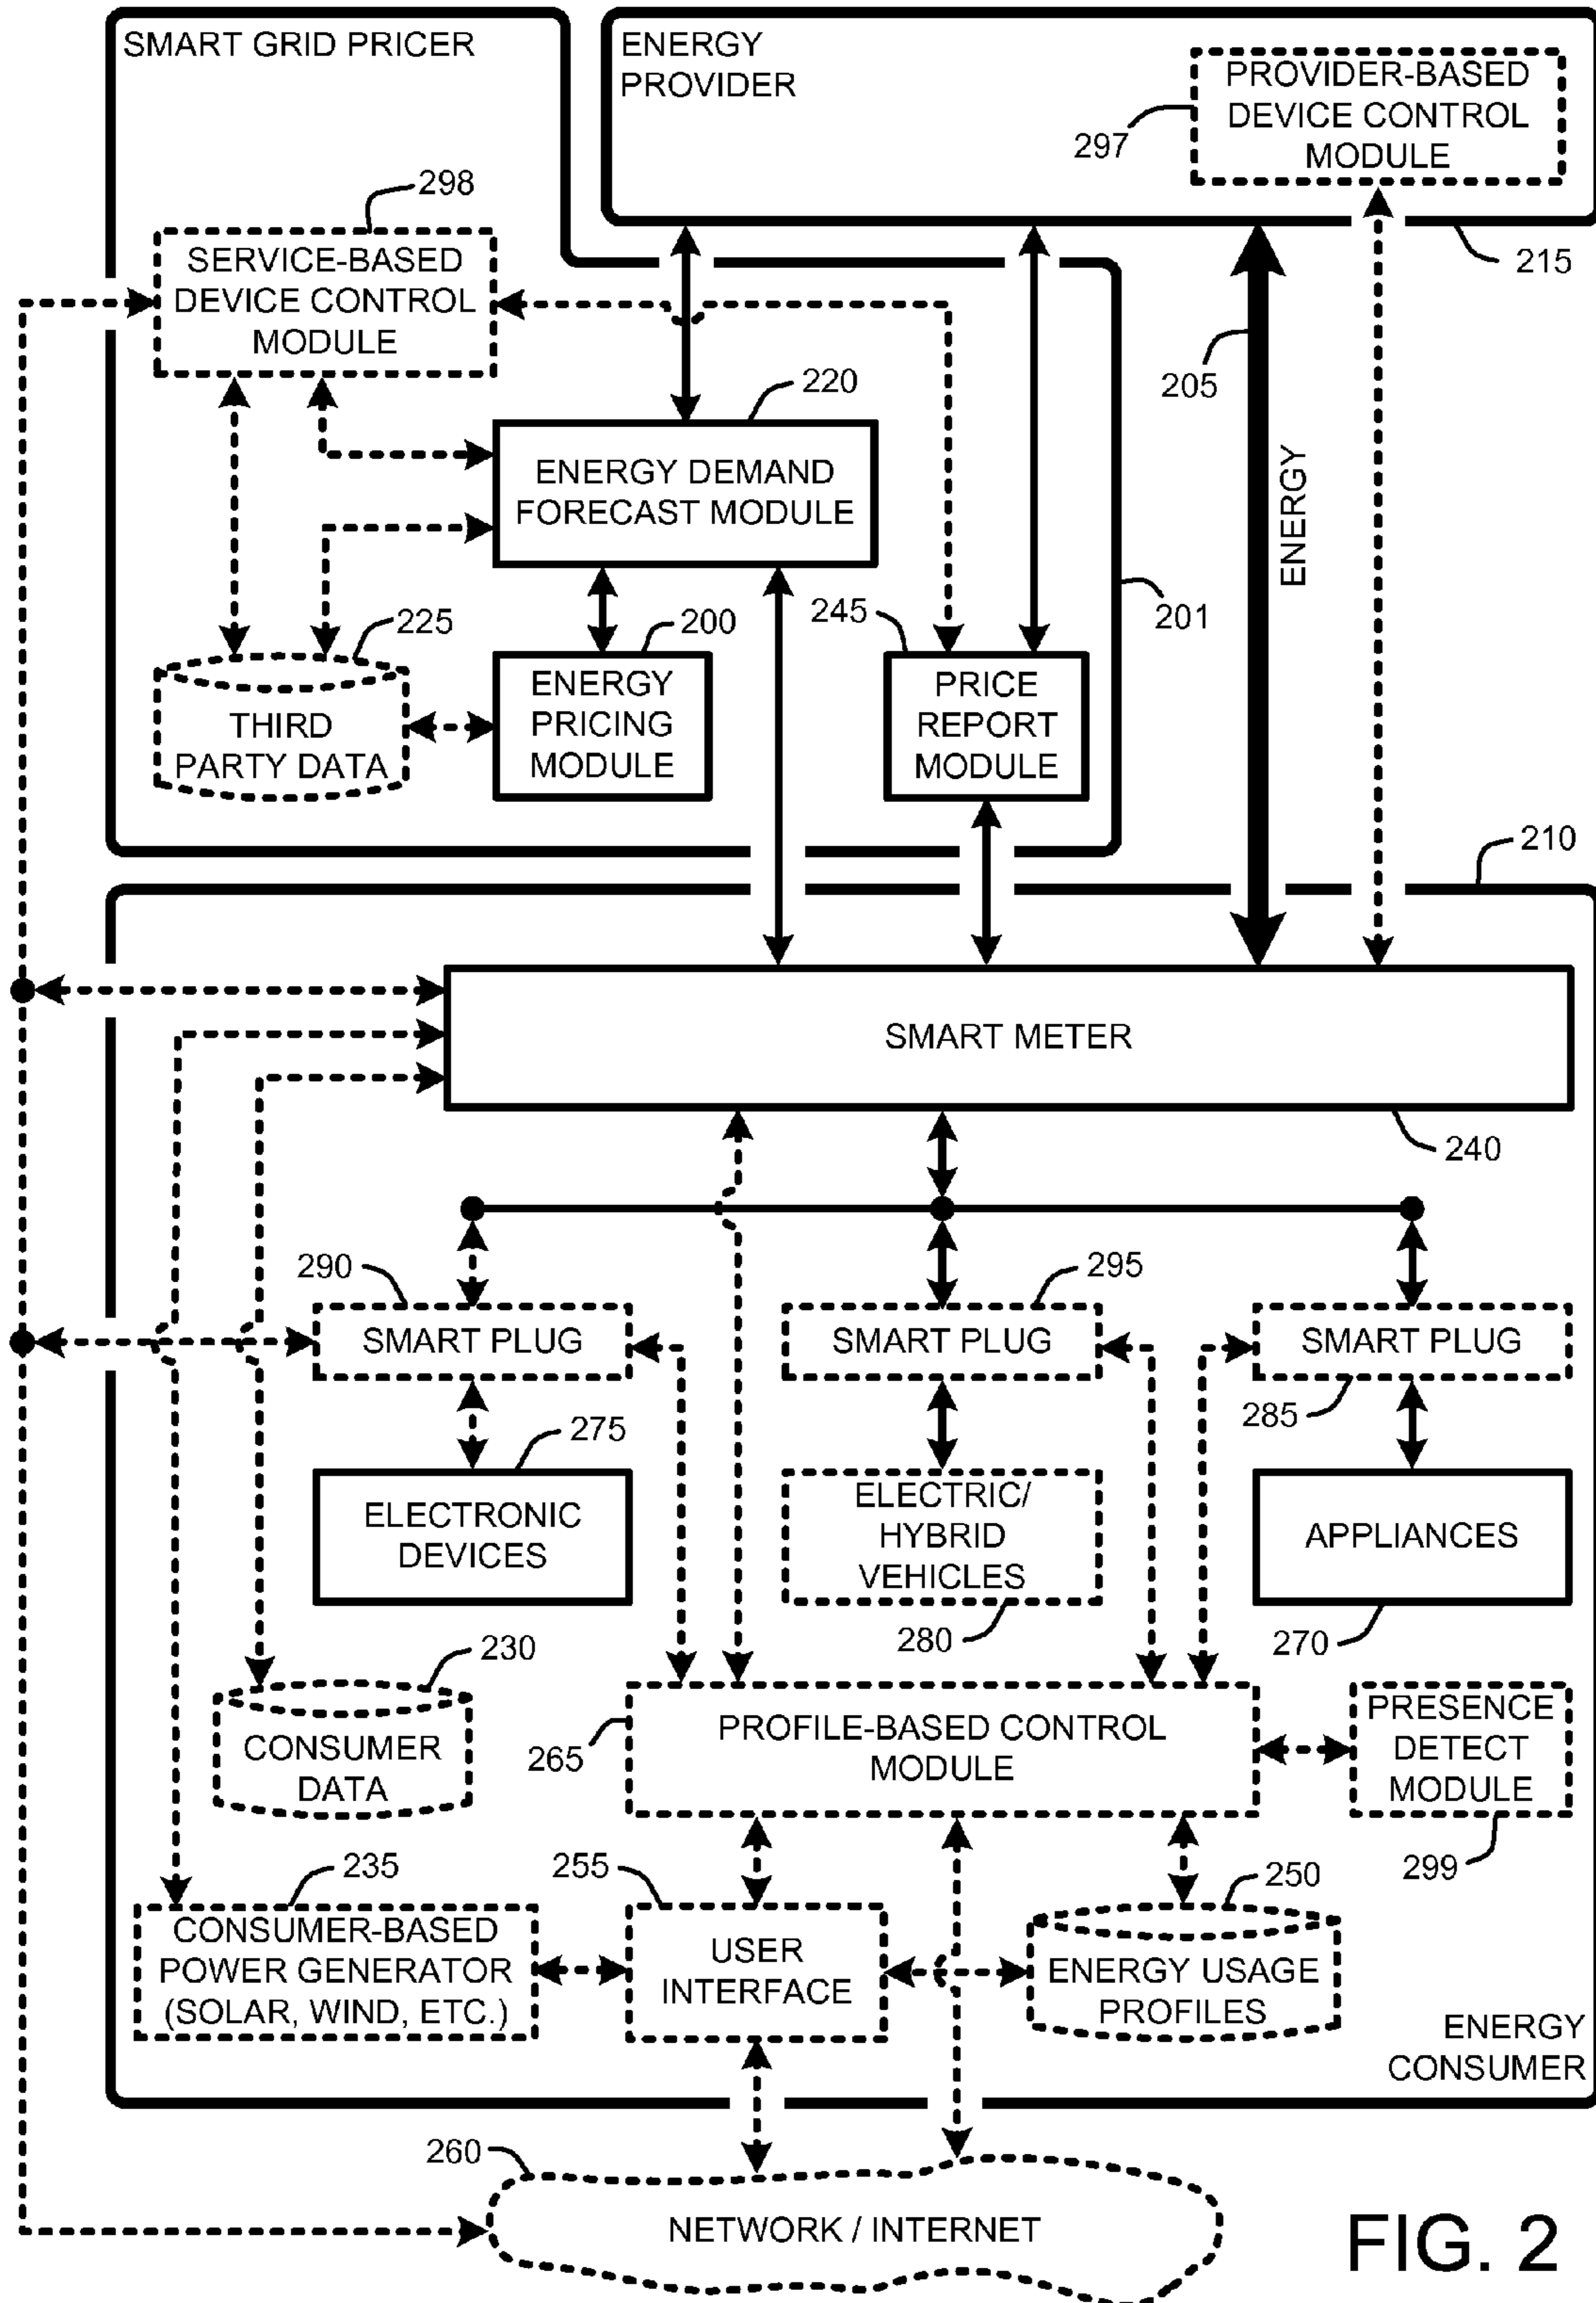 SMART GRID PRICER
ENERGY
PROVIDER
PROVIDER-BASED
DEVICE CONTROL
MODULE
297
298
SERVICE-BASED
DEVICE CONTROL
MODULE
215
205
ENERGY
220
ENERGY DEMAND
FORECAST MODULE
225
200
245
201
THIRD
PARTY DATA
ENERGY
PRICING
MODULE
PRICE
REPORT
MODULE
210
SMART METER
240
290
295
SMART PLUG
SMART PLUG
SMART PLUG
285
275
ELECTRONIC
DEVICES
ELECTRIC/
HYBRID
VEHICLES
APPLIANCES
280
270
230
CONSUMER
DATA
265
PROFILE-BASED CONTROL
MODULE
PRESENCE
DETECT
MODULE
299
235
255
250
CONSUMER-BASED
POWER GENERATOR
(SOLAR, WIND, ETC.)
USER
INTERFACE
ENERGY USAGE
PROFILES
ENERGY
CONSUMER
260
NETWORK / INTERNET
FIG. 2